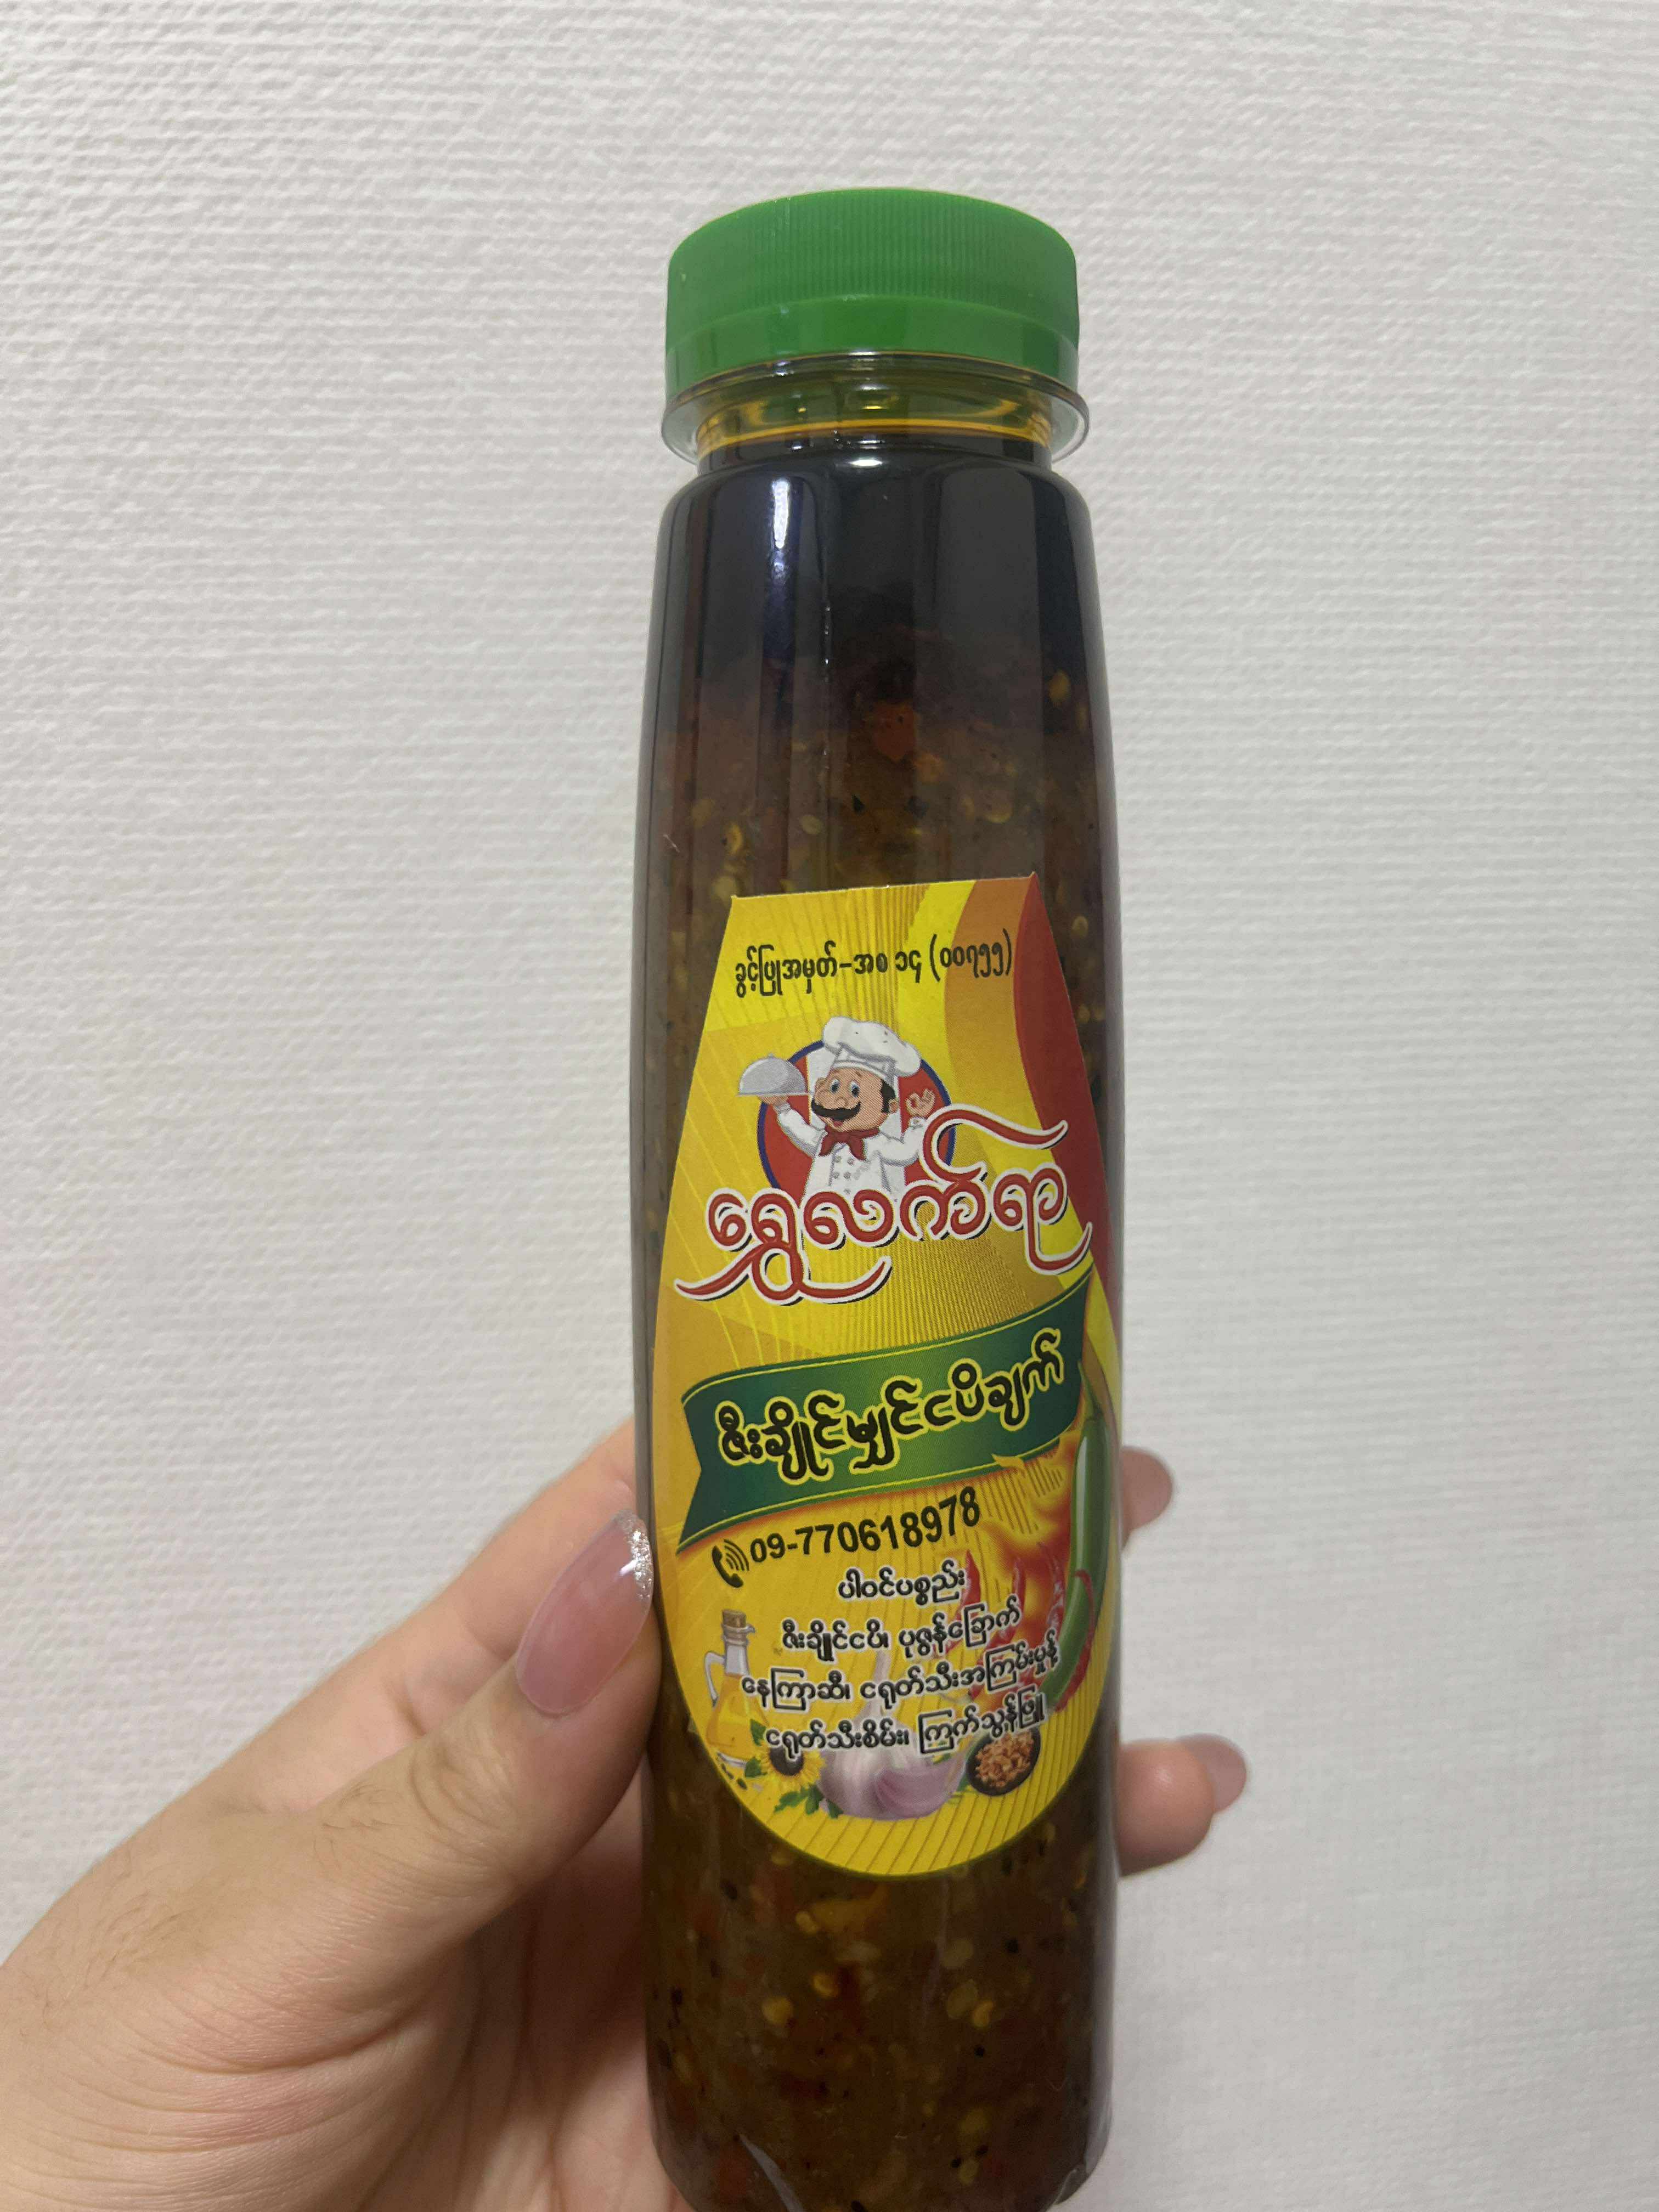 ခွင့်ပြုအမှတ်-အစ ၁၄ (၀၀၇၅၅)
ရွှေလက်ရာ
ဇီးချိုင်မျှင်ငပိချက်
09-770618978
ပါဝင်ပစ္စည်း
ဇီးချိုင်ငပိ၊ ပုဇွန်ခြောက်
နေကြာဆီ၊ ငရုတ်သီးအကြမ်းမှုန့်
ငရုတ်သီးစိမ်း၊ ကြက်သွန်ဖြူ